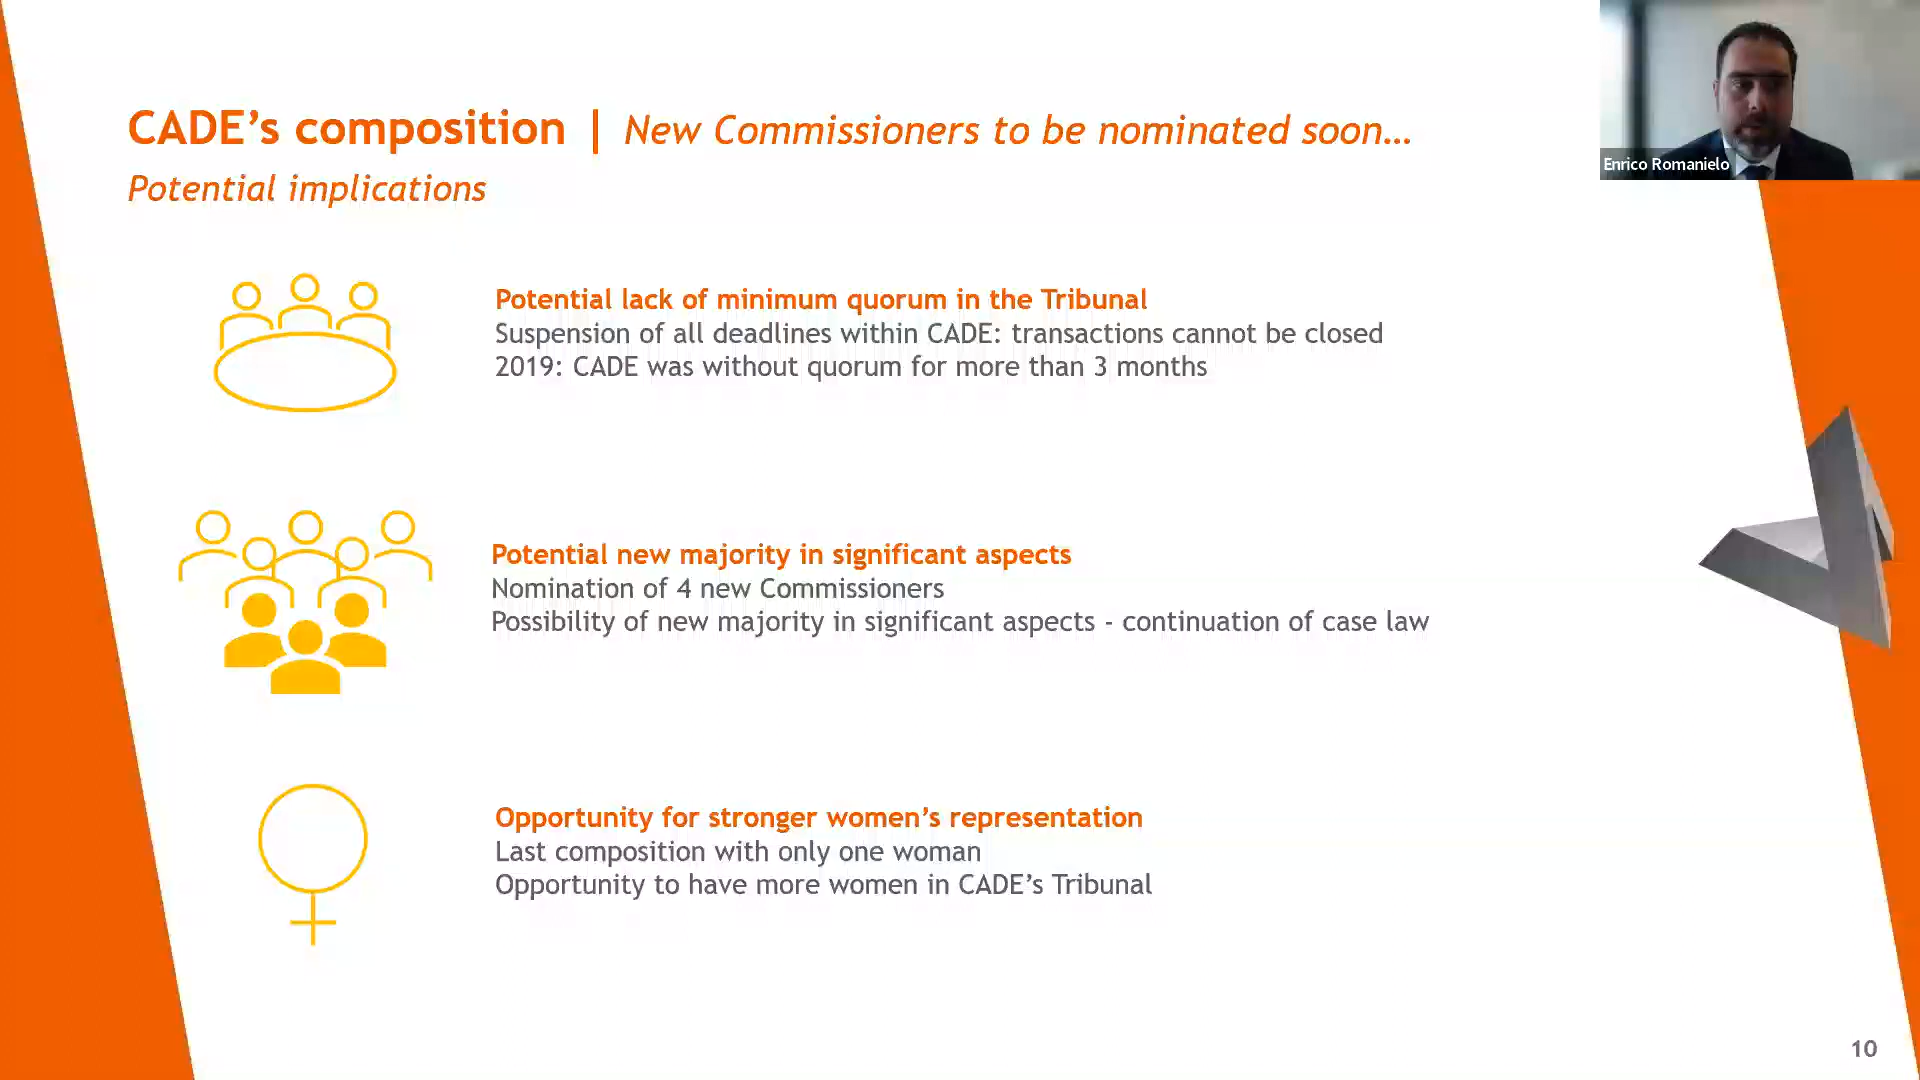 CADE’s composition | New Commissioners to be nominated soon…
Potential implications
Enrico Romanielo
Potential lack of minimum quorum in the Tribunal
Suspension of all deadlines within CADE: transactions cannot be closed
2019: CADE was without quorum for more than 3 months
Potential new majority in significant aspects
Nomination of 4 new Commissioners
Possibility of new majority in significant aspects - continuation of case law
Opportunity for stronger women’s representation
Last composition with only one woman
Opportunity to have more women in CADE’s Tribunal
10